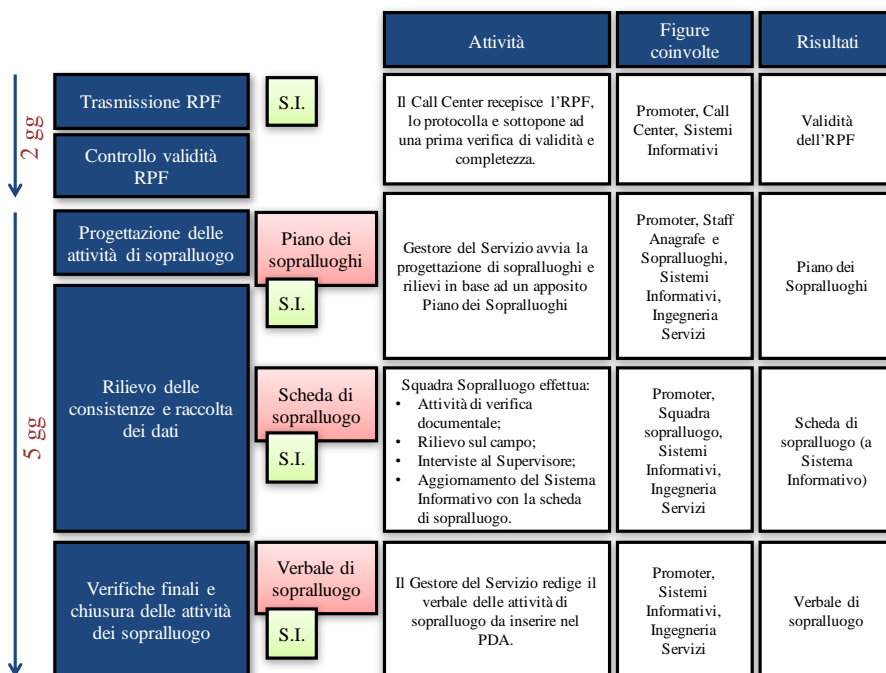 Attività
Figure
coinvolte
Risultati
2 gg
Trasmissione RPF
S.I.
Controllo validità
RPF
Il Call Center recepisce l'RPF,
lo protocolla e sottopone ad
una prima verifica di validità e
completezza.
Promoter, Call
Center, Sistemi
Informativi
Validità
dell'RPF
5 gg
Progettazione delle
attività di sopralluogo
Piano dei
sopralluoghi
S.I.
Gestore del Servizio avvia la
progettazione di sopralluoghi e
rilievi in base ad un apposito
Piano dei Sopralluoghi
Promoter, Staff
Anagrafe e
Sopralluoghi,
Sistemi
Informativi,
Ingegneria
Servizi
Piano dei
Sopralluoghi
Rilievo delle
consistenze e raccolta
dei dati
Scheda di
sopralluogo
S.I.
Squadra Sopralluogo effettua:
• Attività di verifica
documentale;
• Rilievo sul campo;
• Interviste al Supervisore;
• Aggiornamento del Sistema
Informativo con la scheda
di sopralluogo.
Promoter,
Squadra
sopralluogo,
Sistemi
Informativi,
Ingegneria
Servizi
Scheda di
sopralluogo (a
Sistema
Informativo)
Verifiche finali e
chiusura delle attività
dei sopralluogo
Verbale di
sopralluogo
S.I.
Il Gestore del Servizio redige il
verbale delle attività di
sopralluogo da inserire nel
PDA.
Promoter,
Sistemi
Informativi,
Ingegneria
Servizi
Verbale di
sopralluogo